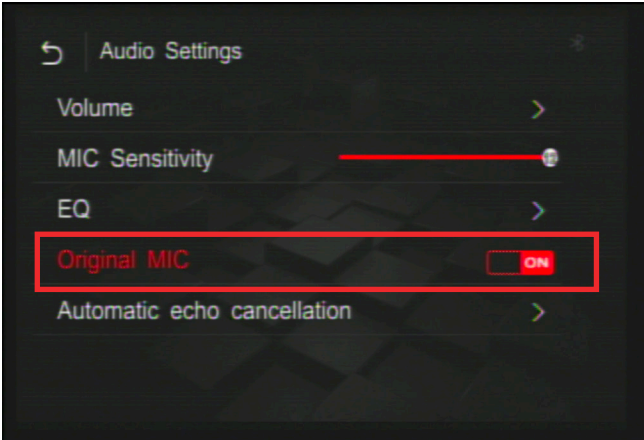 Audio Settings
Volume
MIC Sensitivity
EQ
Original MIC
ON
Automatic echo cancellation